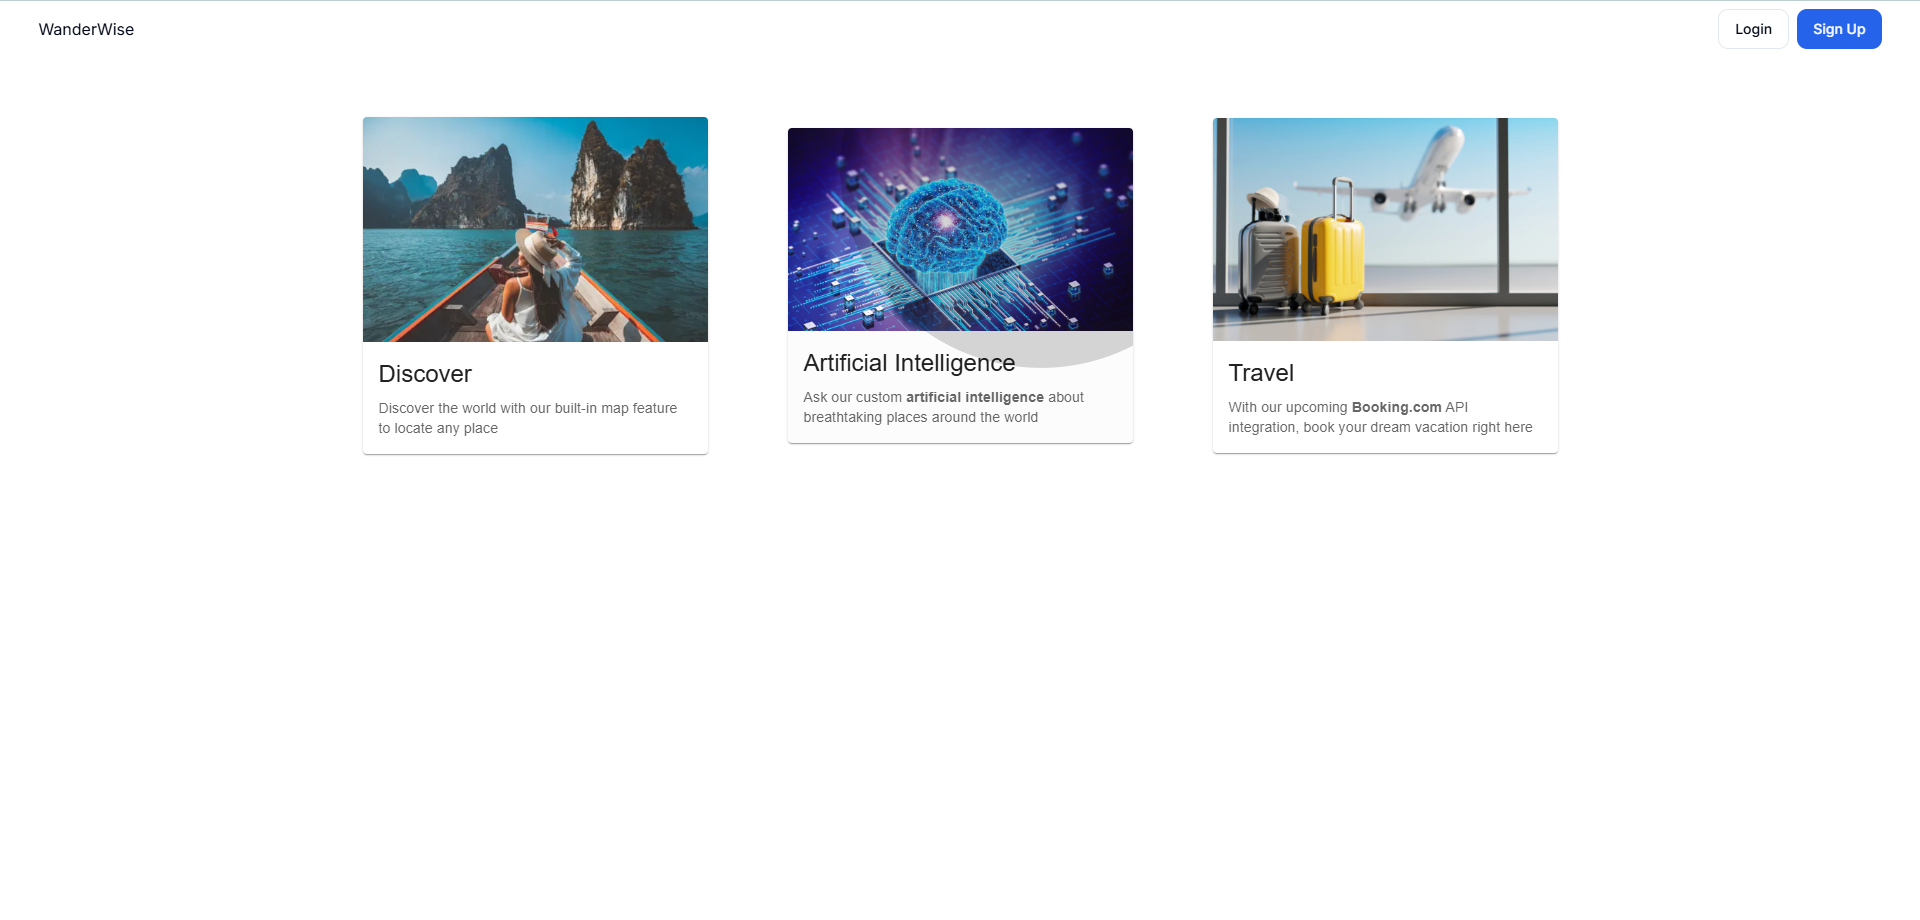 WanderWise
Login
Sign Up
Discover
Discover the world with our built-in map feature
to locate any place
Artificial Intelligence
Ask our custom artificial intelligence about
breathtaking places around the world
Travel
With our upcoming Booking.com API
integration, book your dream vacation right here